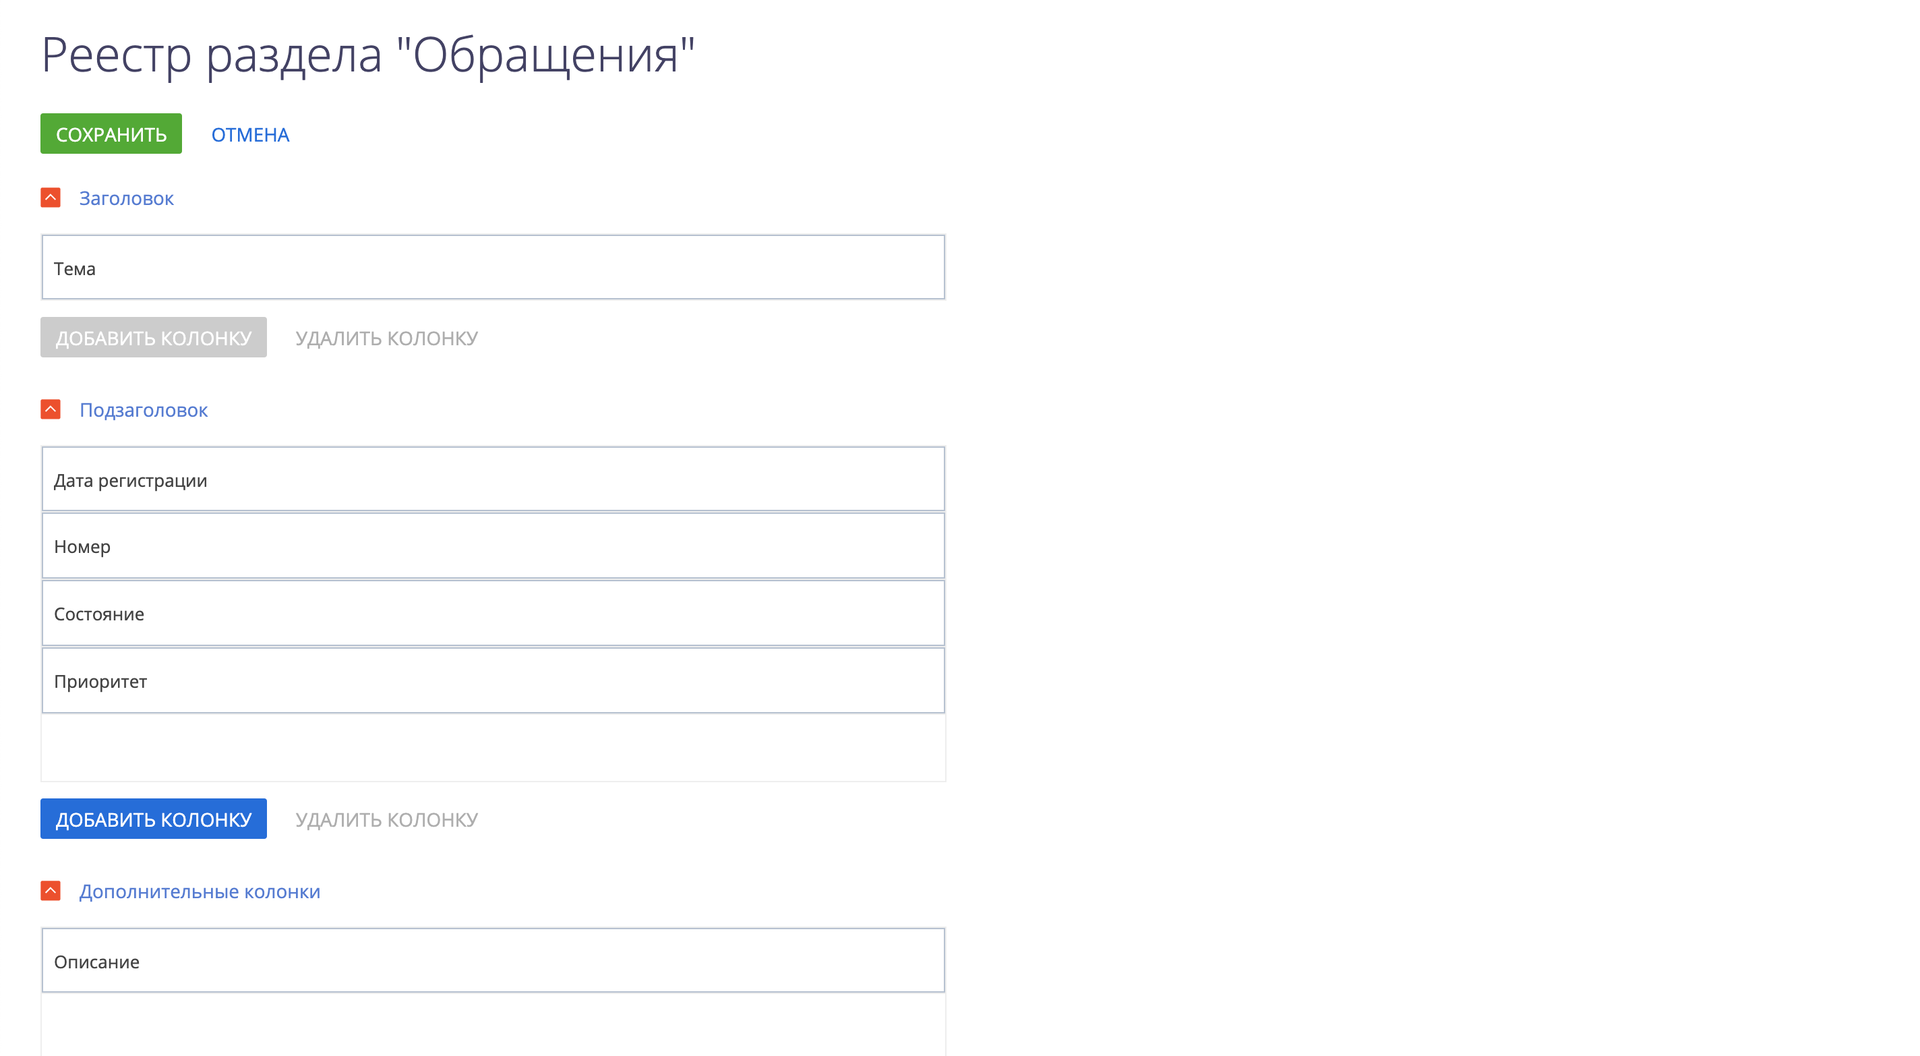 Реестр раздела "Обращения"
СОХРАНИТЬ ОТМЕНА
Заголовок
Тема
ДОБАВИТЬ КОЛОНКУ УДАЛИТЬ КОЛОНКУ
Подзаголовок
Дата регистрации
Номер
Состояние
Приоритет
ДОБАВИТЬ КОЛОНКУ УДАЛИТЬ КОЛОНКУ
Дополнительные колонки
Описание